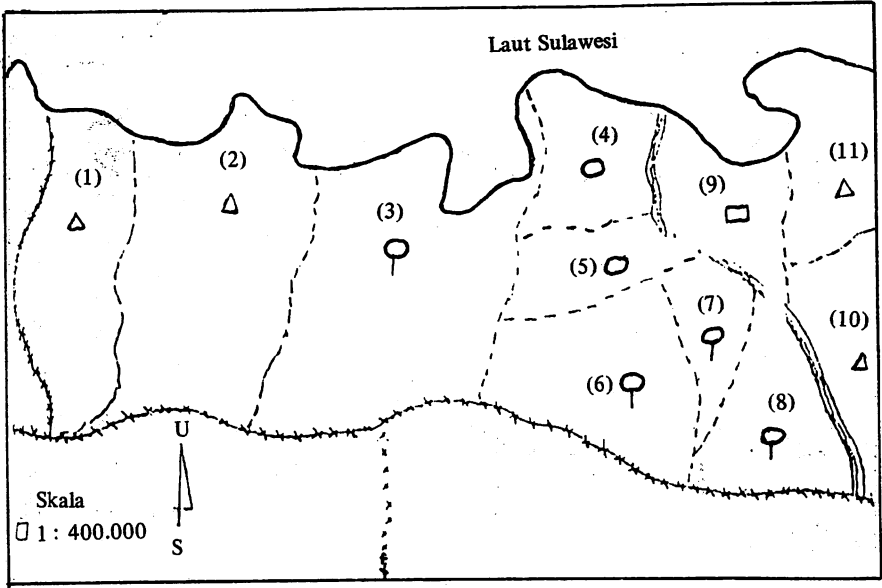 Laut Sulawesi
(1)
(2)
(3)
(4)
(5)
(6)
(7)
(8)
(9)
(10)
(11)
U
S
Skala
1 : 400.000